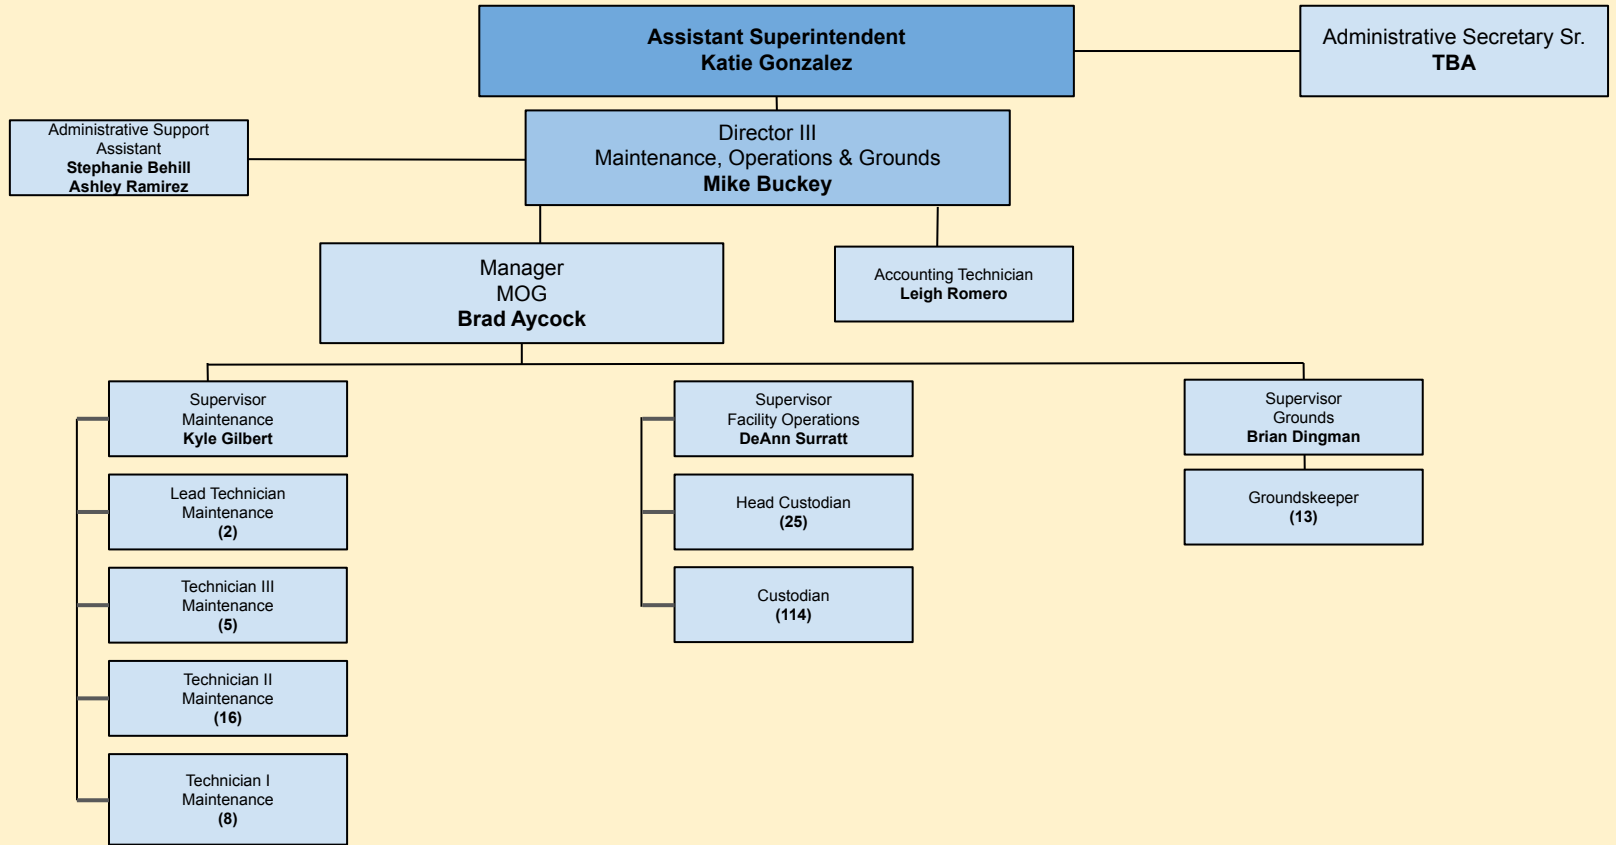 Assistant Superintendent
Katie Gonzalez
Administrative Secretary Sr.
TBA
Administrative Support
Assistant
Stephanie Behill
Ashley Ramirez
Director III
Maintenance, Operations & Grounds
Mike Buckey
Manager
MOG
Brad Aycock
Accounting Technician
Leigh Romero
Supervisor
Maintenance
Kyle Gilbert
Lead Technician
Maintenance
(2)
Technician III
Maintenance
(5)
Technician II
Maintenance
(16)
Technician I
Maintenance
(8)
Supervisor
Facility Operations
DeAnn Surratt
Head Custodian
(25)
Custodian
(114)
Supervisor
Grounds
Brian Dingman
Groundskeeper
(13)